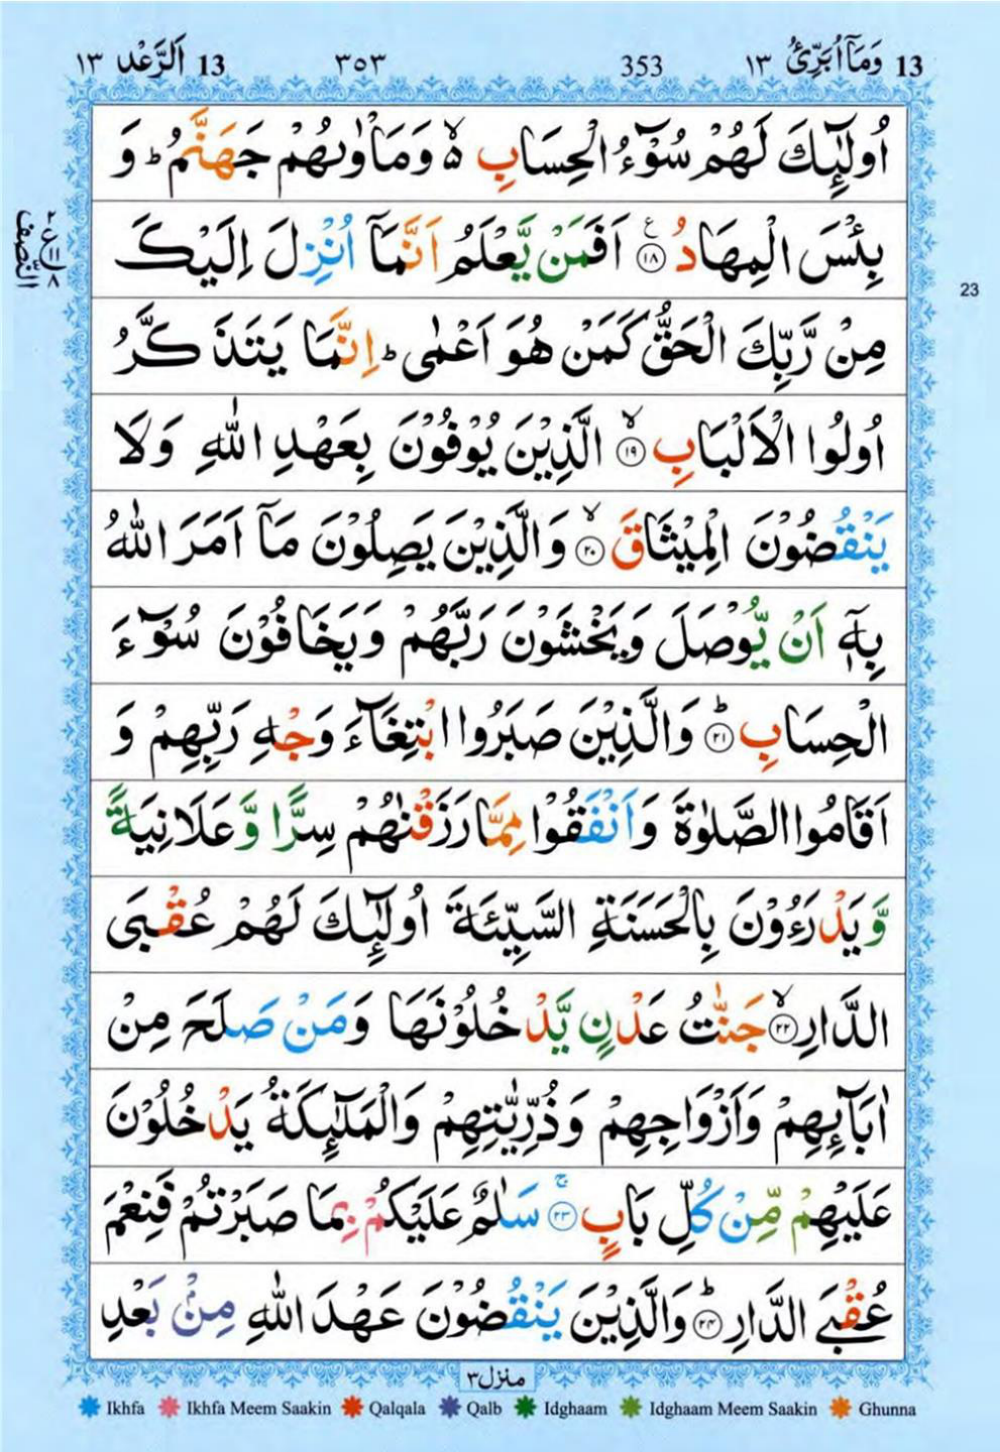 13 وَمَآ اُبَرِّئُ ١٣ 353 ٣٥٣ 13 اَلرَّعْد ١٣
اُولٰٓئِكَ لَهُمْ سُوْٓءُ الْحِسَابِ ۙ۬ وَمَاْوٰىهُمْ جَهَنَّمُ ؕ وَ
بِئْسَ الْمِهَادُ ۠ ﴿۱۸﴾ اَفَمَنْ يَّعْلَمُ اَنَّمَاۤ اُنْزِلَ اِلَيْكَ
مِنْ رَّبِّكَ الْحَقُّ كَمَنْ هُوَ اَعْمٰى ؕ اِنَّمَا يَتَذَكَّرُ
اُولُوا الْاَلْبَابِ ۙ﴿۱۹﴾ الَّذِيْنَ يُوْفُوْنَ بِعَهْدِ اللّٰهِ وَلَا
يَنْقُضُوْنَ الْمِيْثَاقَ ۙ﴿۲۰﴾ وَالَّذِيْنَ يَصِلُوْنَ مَاۤ اَمَرَ اللّٰهُ
بِهٖۤ اَنْ يُّوْصَلَ وَيَخْشَوْنَ رَبَّهُمْ وَيَخَافُوْنَ سُوْٓءَ
الْحِسَابِ ؕ﴿۲۱﴾ وَالَّذِيْنَ صَبَرُوا ابْتِغَآءَ وَجْهِ رَبِّهِمْ وَ
اَقَامُوا الصَّلٰوةَ وَاَنْفَقُوْا مِمَّا رَزَقْنٰهُمْ سِرًّا وَّعَلَانِيَةً
وَّيَدْرَءُوْنَ بِالْحَسَنَةِ السَّيِّئَةَ اُولٰٓئِكَ لَهُمْ عُقْبَى
الدَّارِ ۙ﴿۲۲﴾ جَنّٰتُ عَدْنٍ يَّدْخُلُوْنَهَا وَمَنْ صَلَحَ مِنْ
اٰبَآئِهِمْ وَاَزْوَاجِهِمْ وَذُرِّيّٰتِهِمْ وَالْمَلٰٓئِكَةُ يَدْخُلُوْنَ
عَلَيْهِمْ مِّنْ كُلِّ بَابٍ ۚ﴿۲۳﴾ سَلٰمٌ عَلَيْكُمْ بِمَا صَبَرْتُمْ فَنِعْمَ
عُقْبَى الدَّارِ ؕ﴿۲۴﴾ وَالَّذِيْنَ يَنْقُضُوْنَ عَهْدَ اللّٰهِ مِنْۢ بَعْدِ
النصف
23
منزل ٣
Ikhfa Ikhfa Meem Saakin Qalqala Qalb Idghaam Idghaam Meem Saakin Ghunna